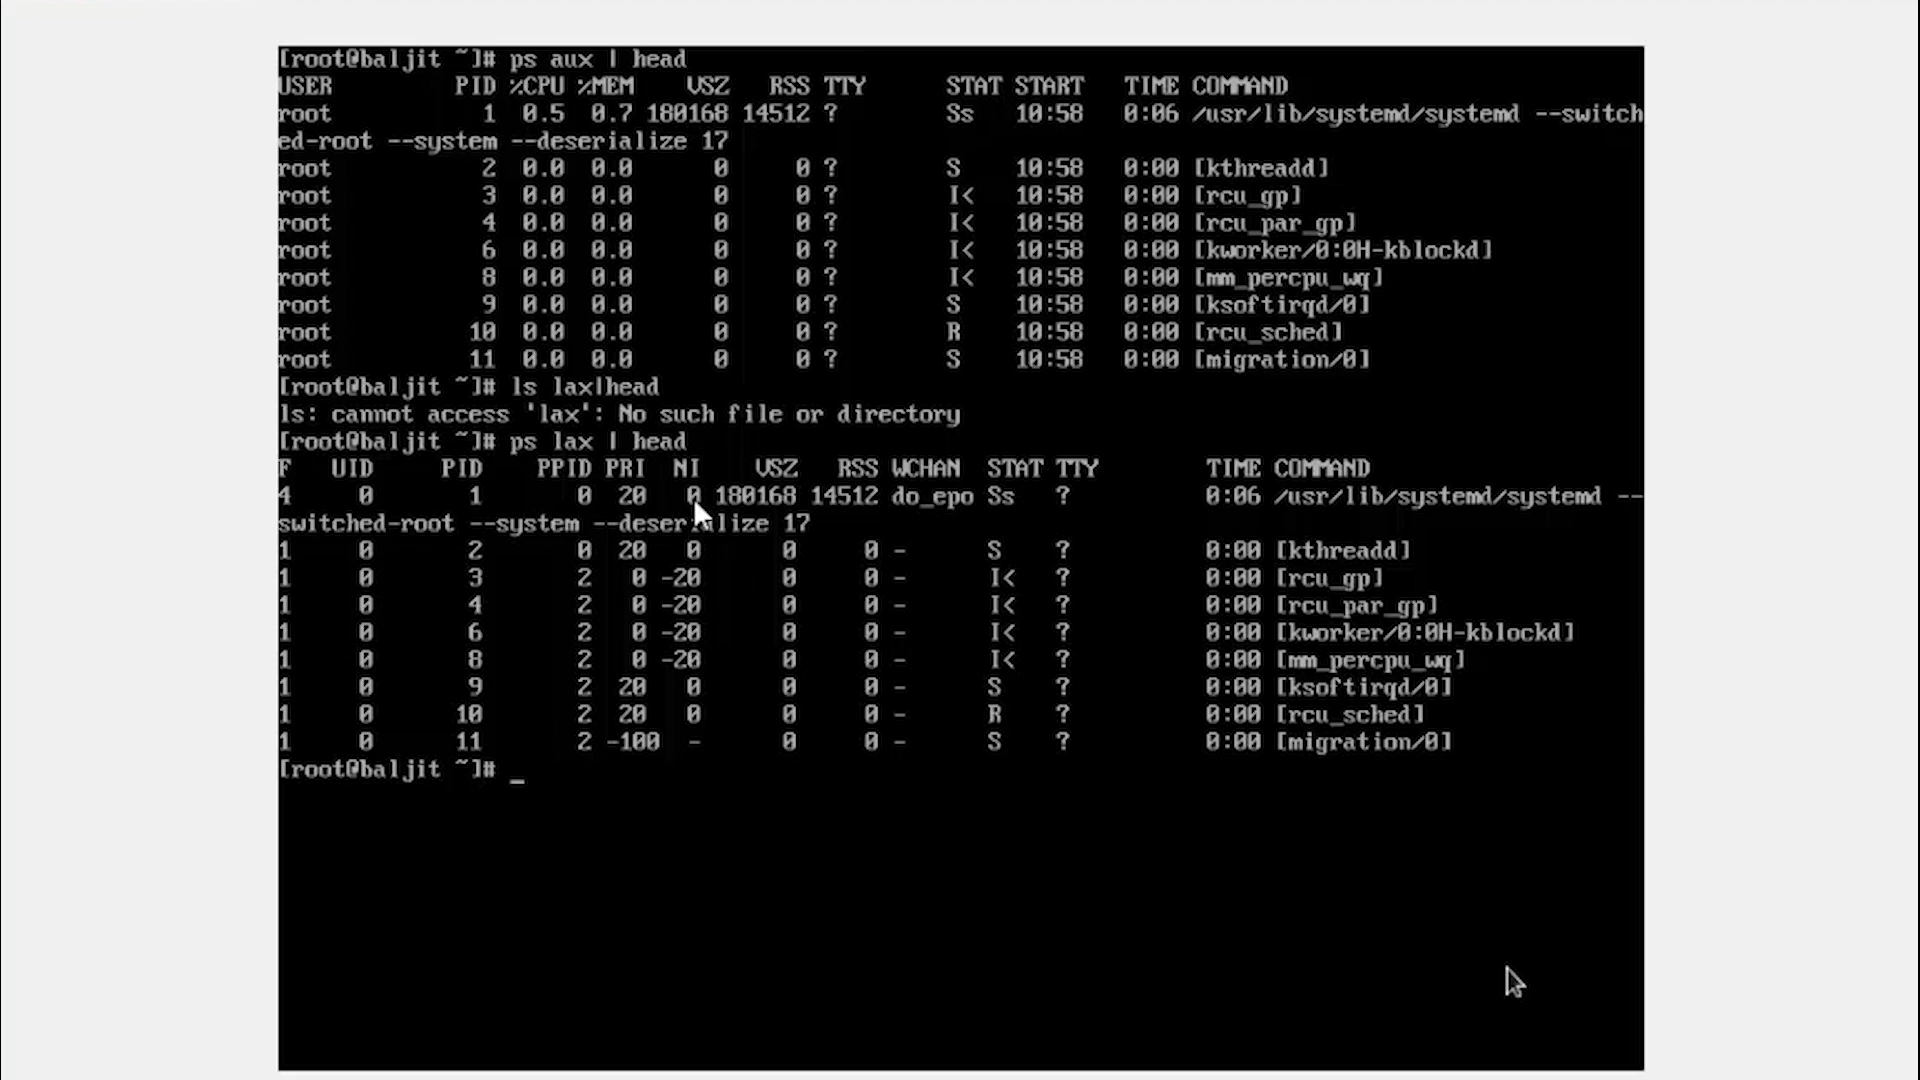 [root@baljit ~]# ps aux | head
USER PID %CPU %MEM VSZ RSS TTY STAT START TIME COMMAND
root 1 0.5 0.7 180168 14512 ? Ss 10:58 0:06 /usr/lib/systemd/systemd --switch
ed-root --system --deserialize 17
root 2 0.0 0.0 0 0 ? S 10:58 0:00 [kthreadd]
root 3 0.0 0.0 0 0 ? I< 10:58 0:00 [rcu_gp]
root 4 0.0 0.0 0 0 ? I< 10:58 0:00 [rcu_par_gp]
root 6 0.0 0.0 0 0 ? I< 10:58 0:00 [kworker/0:0H-kblockd]
root 8 0.0 0.0 0 0 ? I< 10:58 0:00 [mm_percpu_wq]
root 9 0.0 0.0 0 0 ? S 10:58 0:00 [ksoftirqd/0]
root 10 0.0 0.0 0 0 ? R 10:58 0:00 [rcu_sched]
root 11 0.0 0.0 0 0 ? S 10:58 0:00 [migration/0]
[root@baljit ~]# ls lax|head
ls: cannot access 'lax': No such file or directory
[root@baljit ~]# ps lax | head
F UID PID PPID PRI NI VSZ RSS WCHAN STAT TTY TIME COMMAND
4 0 1 0 20 0 180168 14512 do_epo Ss ? 0:06 /usr/lib/systemd/systemd --
switched-root --system --deserialize 17
1 0 2 0 20 0 0 0 - S ? 0:00 [kthreadd]
1 0 3 2 0 -20 0 0 - I< ? 0:00 [rcu_gp]
1 0 4 2 0 -20 0 0 - I< ? 0:00 [rcu_par_gp]
1 0 6 2 0 -20 0 0 - I< ? 0:00 [kworker/0:0H-kblockd]
1 0 8 2 0 -20 0 0 - I< ? 0:00 [mm_percpu_wq]
1 0 9 2 20 0 0 0 - S ? 0:00 [ksoftirqd/0]
1 0 10 2 20 0 0 0 - R ? 0:00 [rcu_sched]
1 0 11 2 -100 - 0 0 - S ? 0:00 [migration/0]
[root@baljit ~]# _